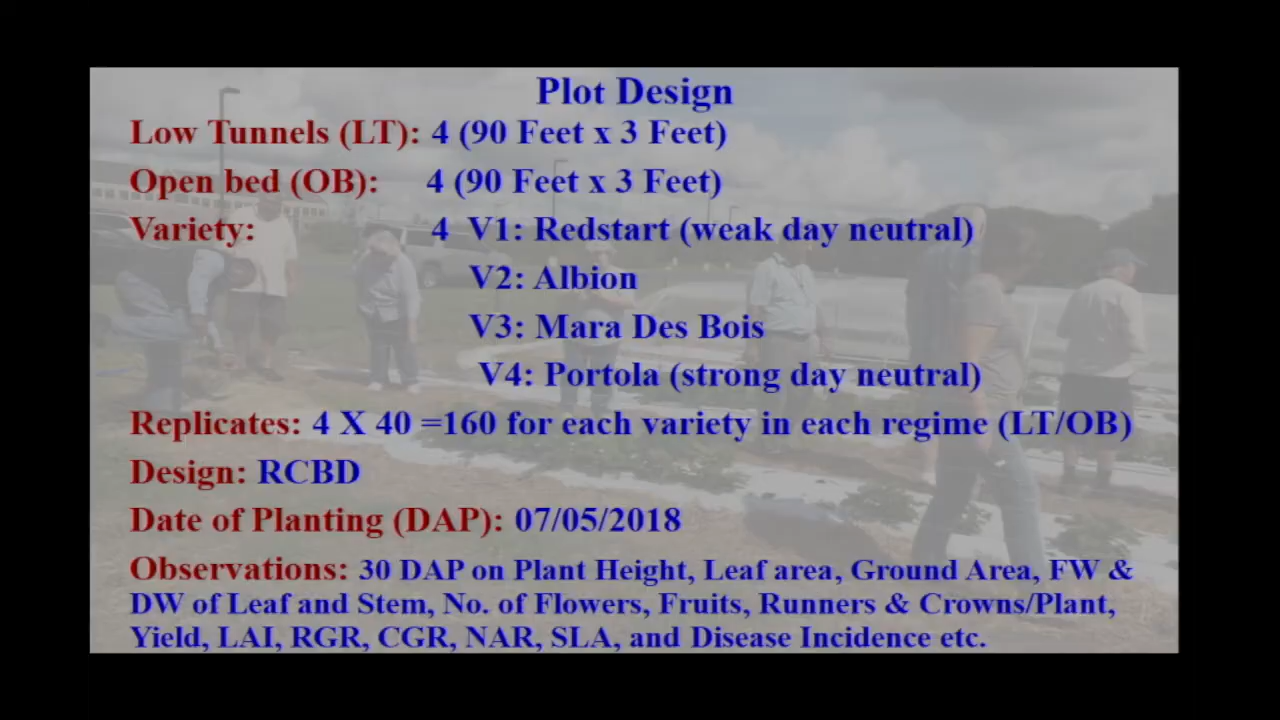 Plot Design
Low Tunnels (LT): 4 (90 Feet x 3 Feet)
Open bed (OB): 4 (90 Feet x 3 Feet)
Variety: 4 V1: Redstart (weak day neutral)
V2: Albion
V3: Mara Des Bois
V4: Portola (strong day neutral)
Replicates: 4 X 40 =160 for each variety in each regime (LT/OB)
Design: RCBD
Date of Planting (DAP): 07/05/2018
Observations: 30 DAP on Plant Height, Leaf area, Ground Area, FW &
DW of Leaf and Stem, No. of Flowers, Fruits, Runners & Crowns/Plant,
Yield, LAI, RGR, CGR, NAR, SLA, and Disease Incidence etc.